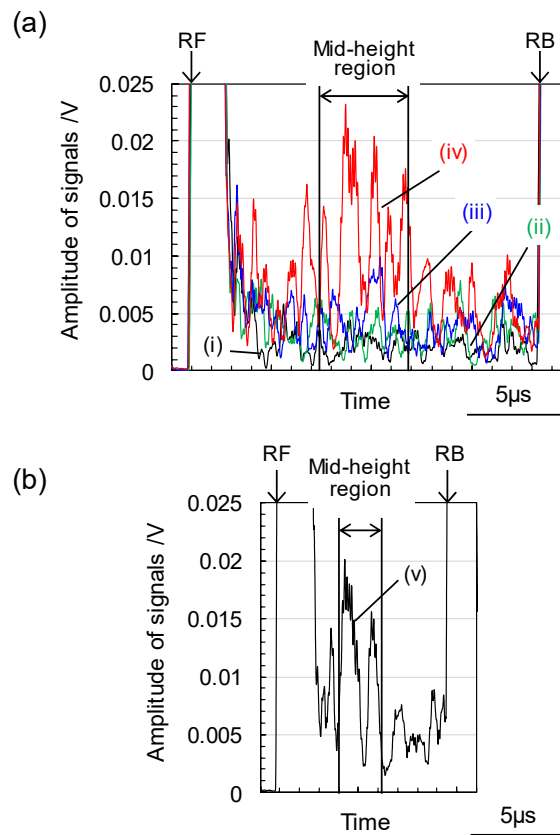 (a)
RF
Mid-height
region
RB
0.025
0.02
0.015
0.01
0.005
0
Amplitude of signals /V
(iv)
(iii)
(ii)
(i)
Time
5μs
(b)
RF
Mid-height
region
RB
0.025
0.02
0.015
0.01
0.005
0
Amplitude of signals /V
(v)
Time
5μs